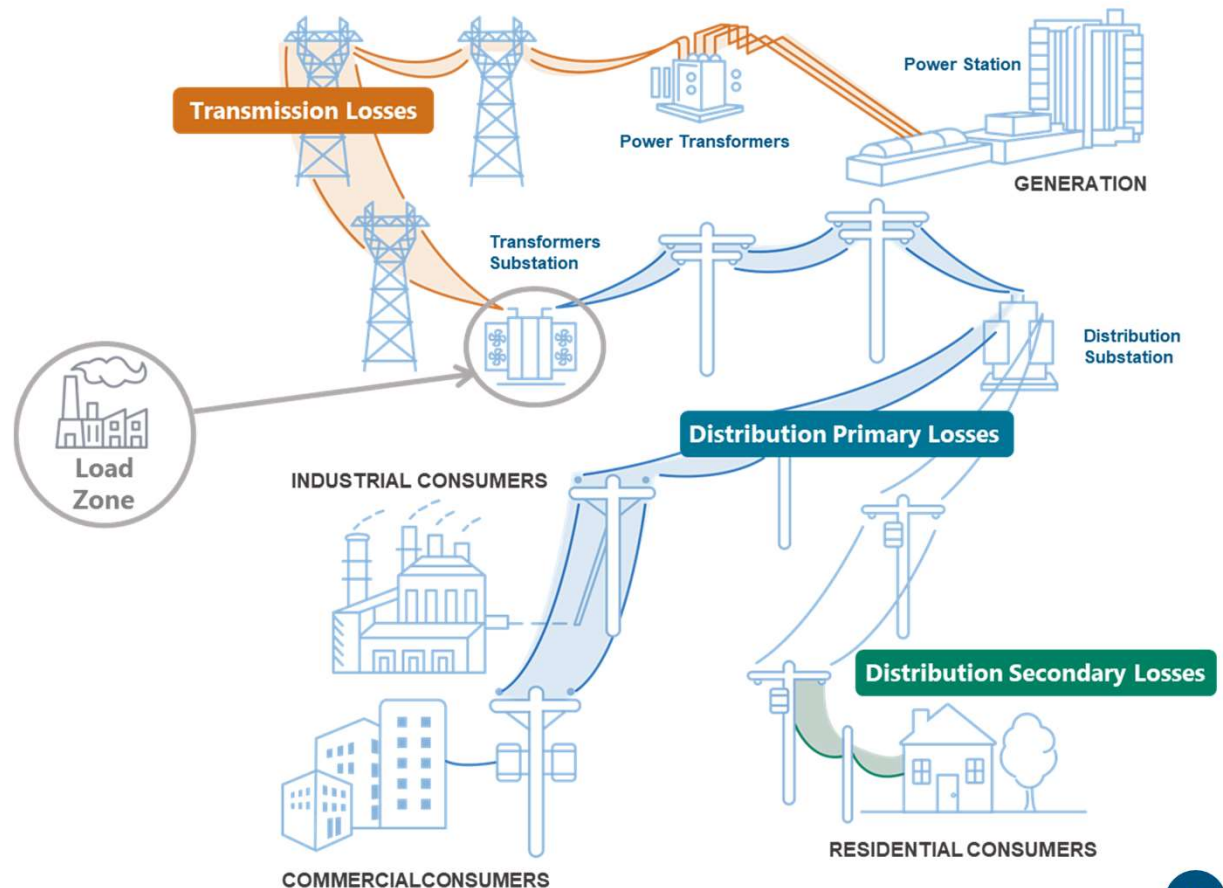 Power Station
Transmission Losses
Power Transformers
GENERATION
Transformers
Substation
Distribution
Substation
Load
Zone
Distribution Primary Losses
INDUSTRIAL CONSUMERS
Distribution Secondary Losses
RESIDENTIAL CONSUMERS
COMMERCIALCONSUMERS